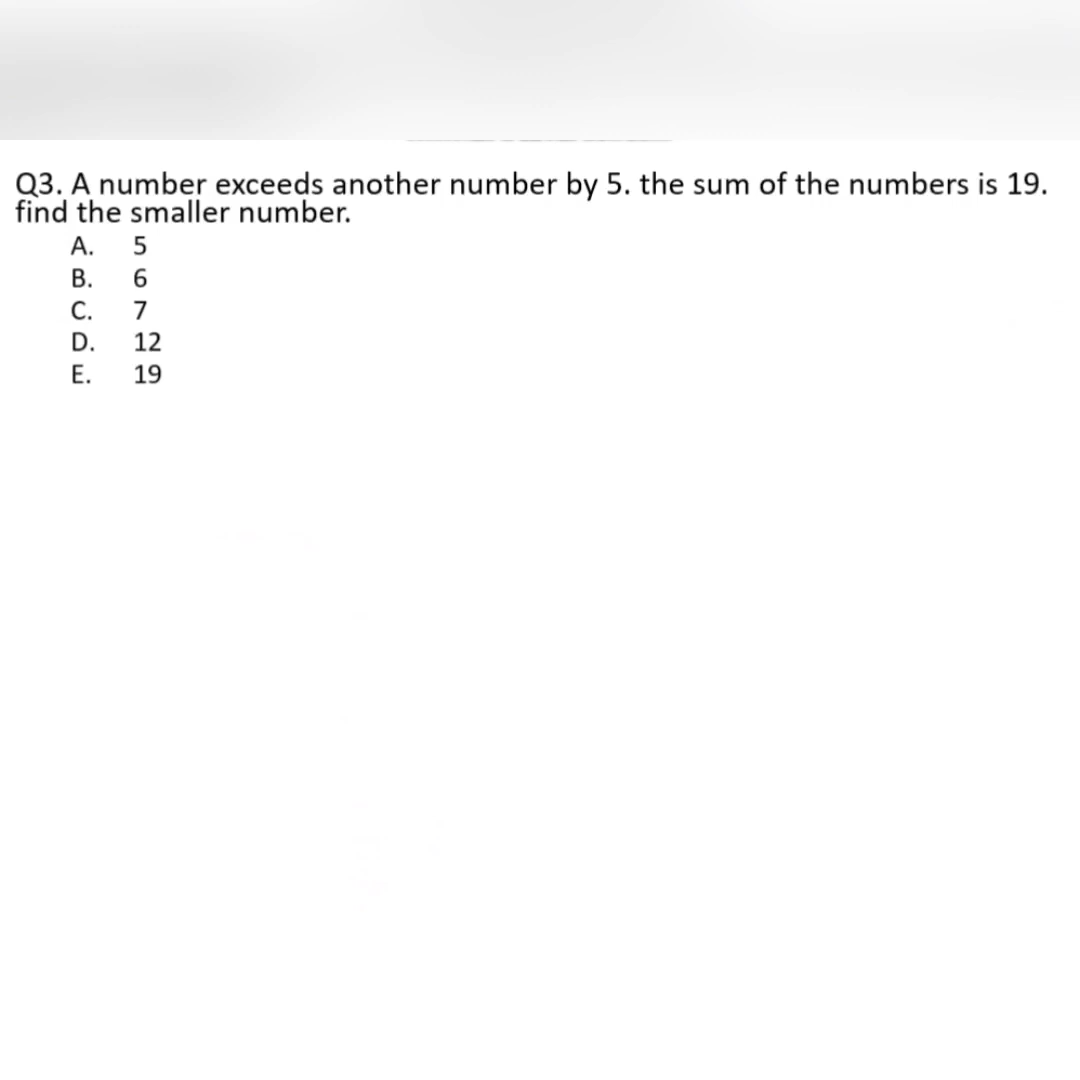 Q3. A number exceeds another number by 5. the sum of the numbers is 19.
find the smaller number.
A. 5
B. 6
C. 7
D. 12
E. 19